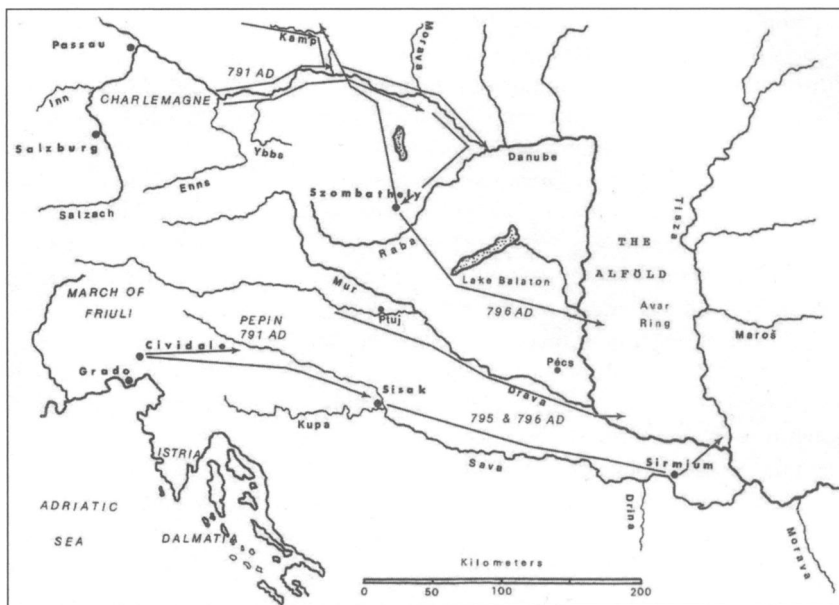 Passau
Kamp
Morava
791 AD
Inn
CHARLEMAGNE
Salzburg
Ybbs
Danube
Enns
Szombathely
Tisza
Salzach
Raba
THE
ALFÖLD
Lake Balaton
MARCH OF
FRIULI
Mur
Avar
Ring
796 AD
PEPIN
791 AD
Ptuj
Maroš
Cividale
Pécs
Grado
Sisak
Drava
Kupa
795 & 796 AD
ISTRIA
Sava
Sirmium
ADRIATIC
SEA
DALMATIA
Drina
Morava
Kilometers
0 50 100 200